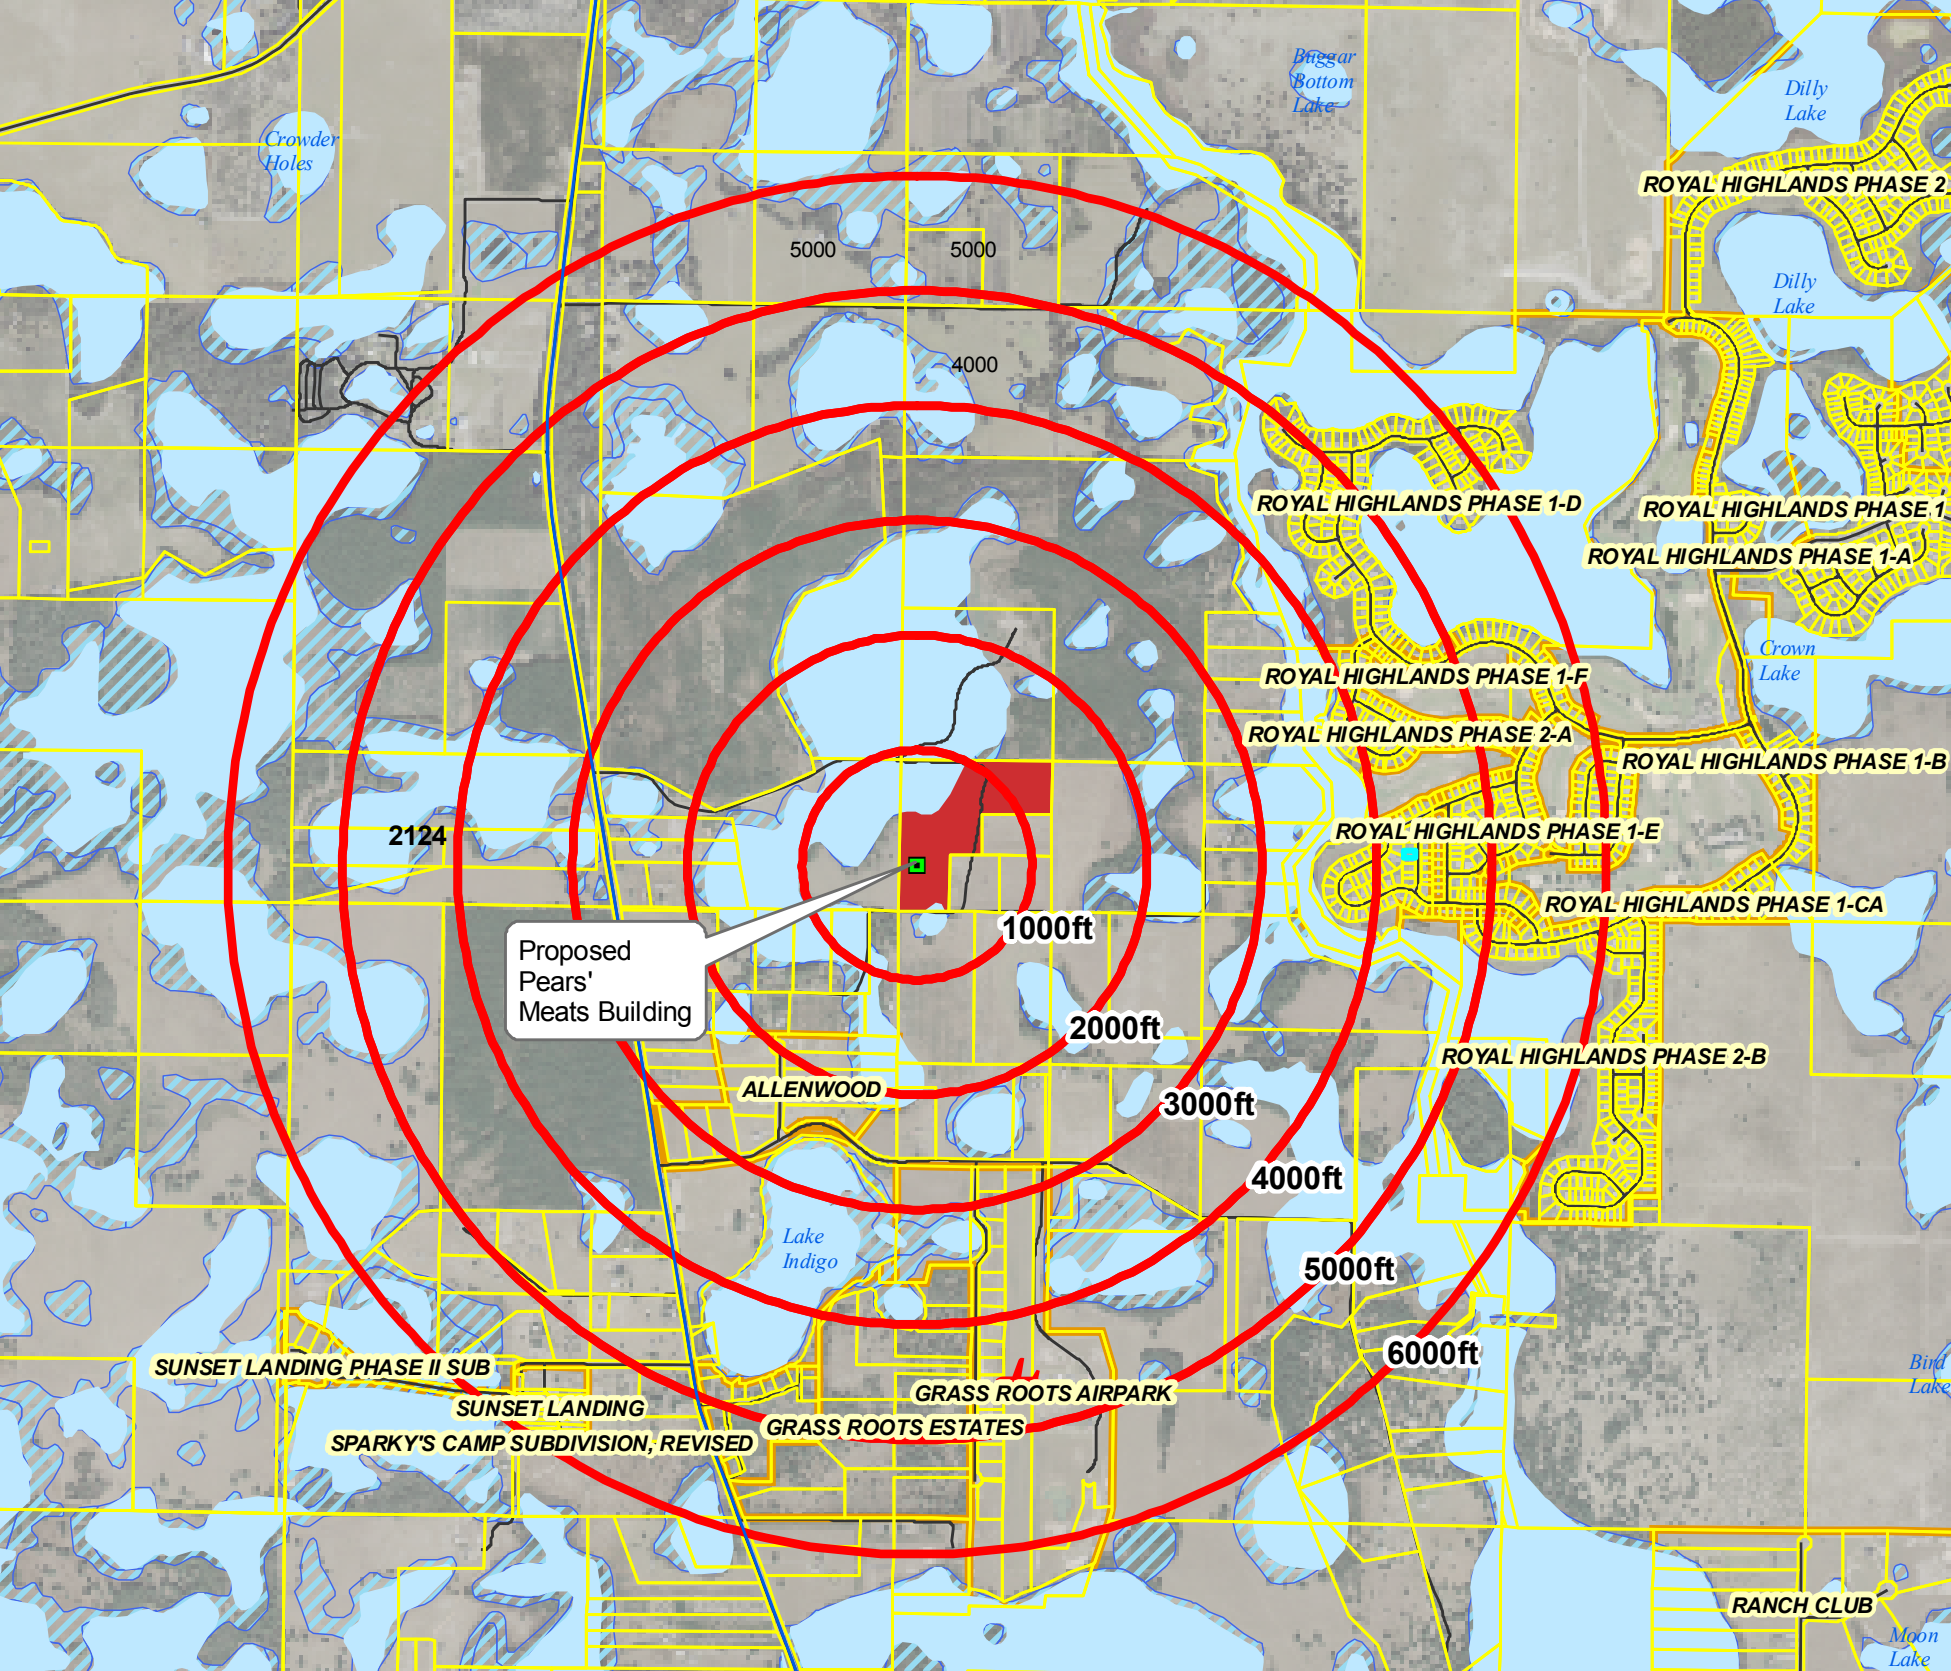 Buggar
Bottom
Lake
Dilly
Lake
Crowder
Holes
ROYAL HIGHLANDS PHASE 2
5000
5000
Dilly
Lake
4000
ROYAL HIGHLANDS PHASE 1-D
ROYAL HIGHLANDS PHASE 1
ROYAL HIGHLANDS PHASE 1-A
Crown
Lake
ROYAL HIGHLANDS PHASE 1-F
ROYAL HIGHLANDS PHASE 2-A
ROYAL HIGHLANDS PHASE 1-B
2124
ROYAL HIGHLANDS PHASE 1-E
ROYAL HIGHLANDS PHASE 1-CA
1000ft
Proposed
Pears'
Meats Building
2000ft
ROYAL HIGHLANDS PHASE 2-B
ALLENWOOD
3000ft
4000ft
Lake
Indigo
5000ft
6000ft
SUNSET LANDING PHASE II SUB
Bird
Lake
GRASS ROOTS AIRPARK
SUNSET LANDING
GRASS ROOTS ESTATES
SPARKY'S CAMP SUBDIVISION, REVISED
RANCH CLUB
Moon
Lake